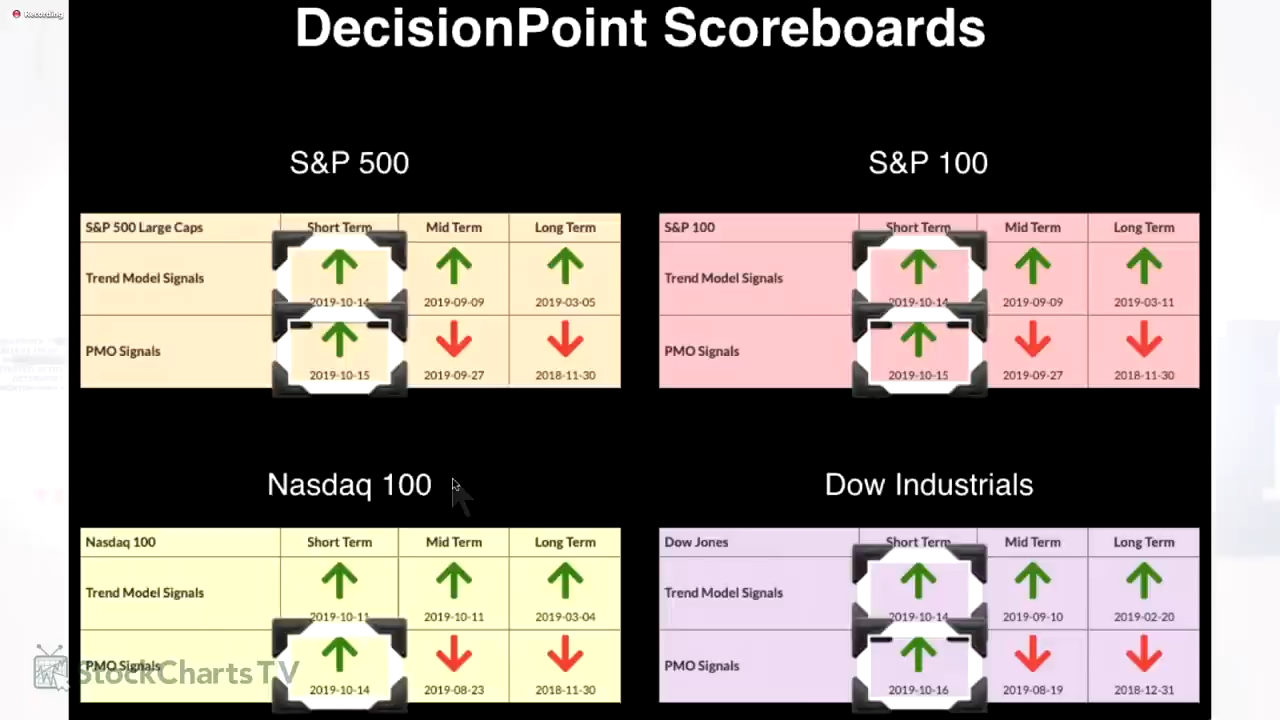 Recording
DecisionPoint Scoreboards
S&P 500
S&P 100
S&P 500 Large Caps Short Term Mid Term Long Term
Trend Model Signals
2019-10-14 2019-09-09 2019-03-05
PMO Signals
2019-10-15 2019-09-27 2018-11-30
S&P 100 Short Term Mid Term Long Term
Trend Model Signals
2019-10-14 2019-09-09 2019-03-11
PMO Signals
2019-10-15 2019-09-27 2018-11-30
Nasdaq 100
Dow Industrials
Nasdaq 100 Short Term Mid Term Long Term
Trend Model Signals
2019-10-11 2019-10-11 2019-03-04
PMO Signals
2019-10-14 2019-08-23 2018-11-30
Dow Jones Short Term Mid Term Long Term
Trend Model Signals
2019-10-14 2019-09-10 2019-02-20
PMO Signals
2019-10-16 2019-08-19 2018-12-31
StockChartsTV